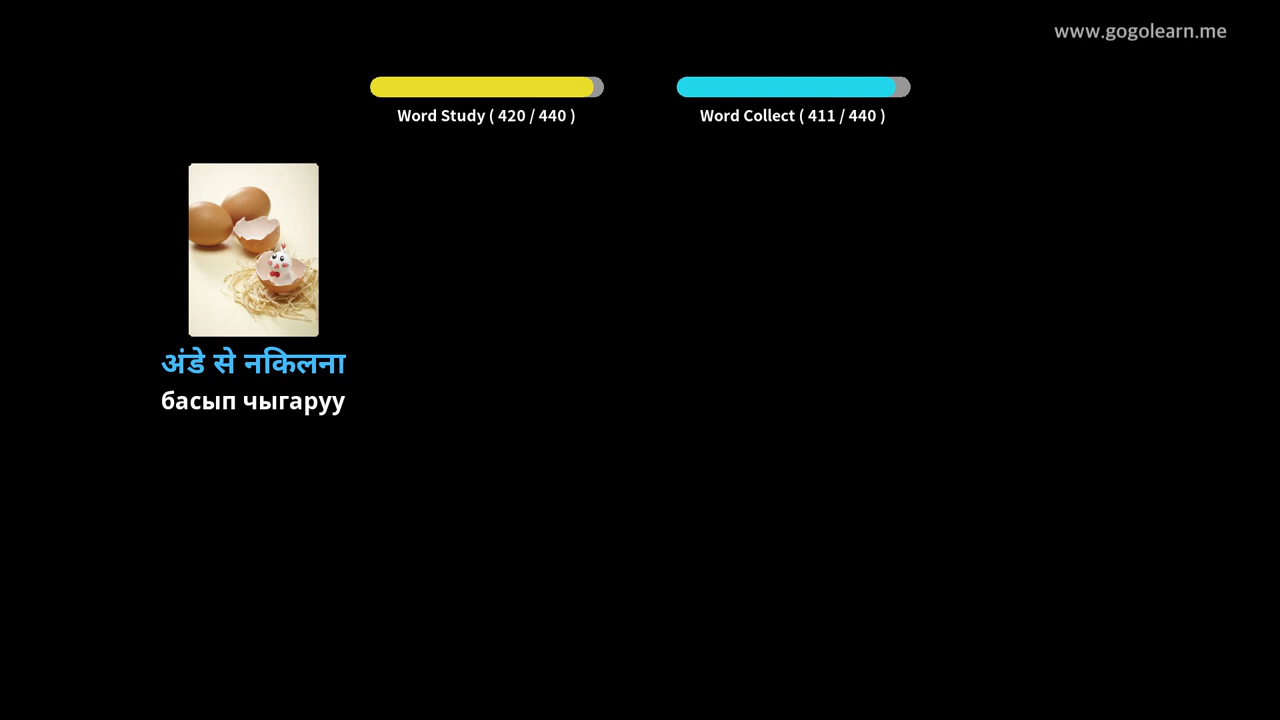 www.gogolearn.me
Word Study ( 420 / 440 )
Word Collect ( 411 / 440 )
अंडे से नकिलना
басып чыгаруу